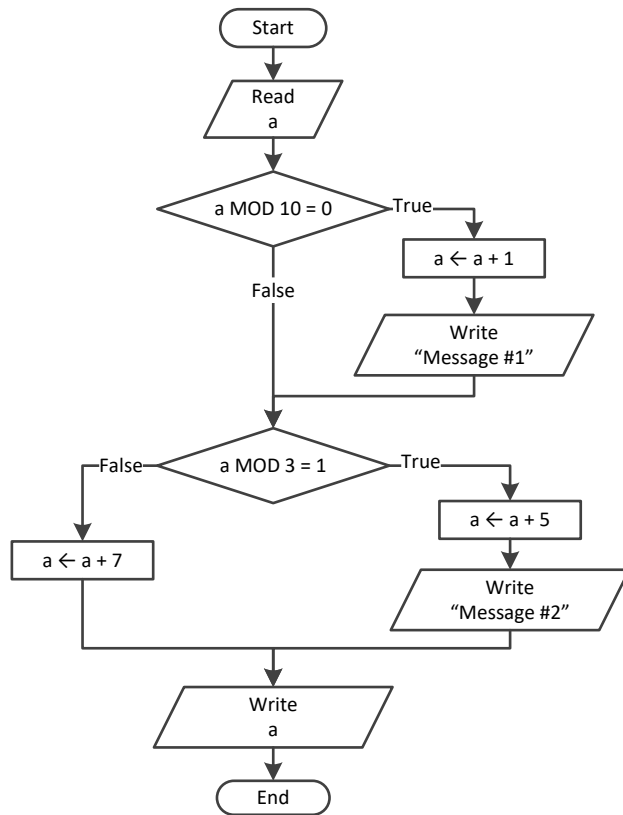 Start
Read
a
a MOD 10 = 0
True
a ← a + 1
False
Write
“Message #1”
a MOD 3 = 1
False
True
a ← a + 5
a ← a + 7
Write
“Message #2”
Write
a
End